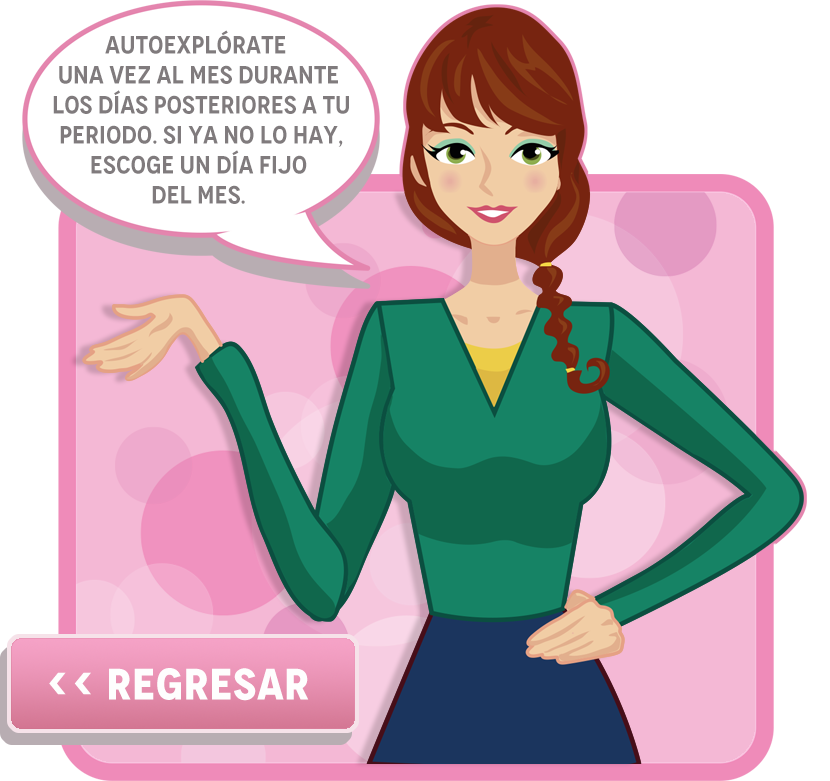 AUTOEXPLÓRATE
UNA VEZ AL MES DURANTE
LOS DÍAS POSTERIORES A TU
PERIODO. SI YA NO LO HAY,
ESCOGE UN DÍA FIJO
DEL MES.
<< REGRESAR